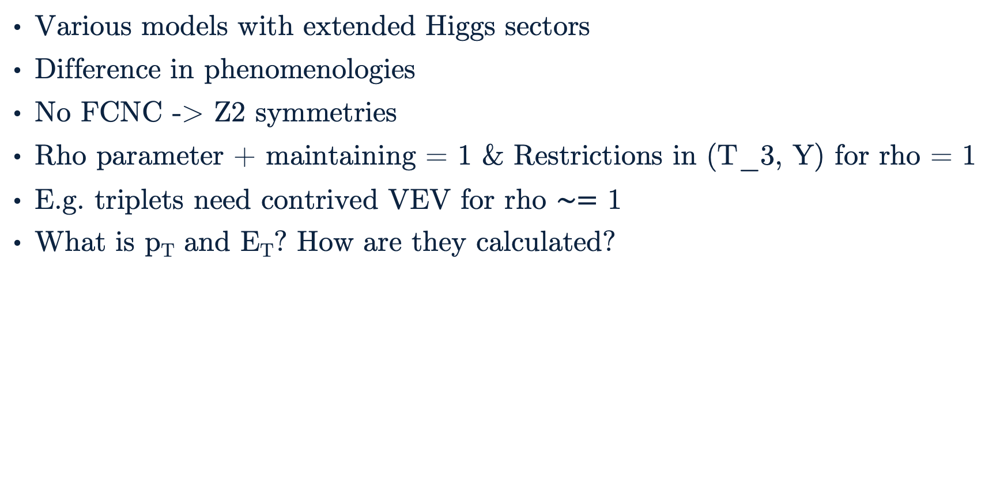 • Various models with extended Higgs sectors
• Difference in phenomenologies
• No FCNC -> Z2 symmetries
• Rho parameter + maintaining = 1 & Restrictions in (T_3, Y) for rho = 1
• E.g. triplets need contrived VEV for rho ~= 1
• What is p_T and E_T? How are they calculated?